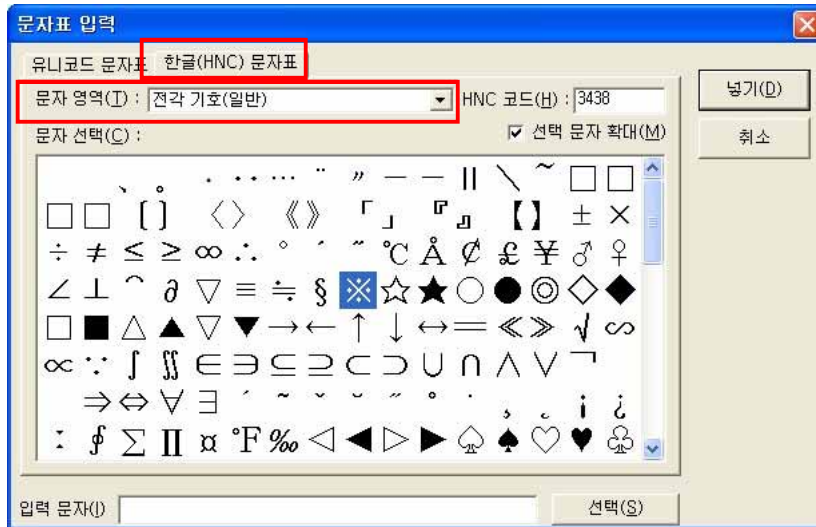 문자표 입력
유니코드 문자표 한글(HNC) 문자표
문자 영역(T) : 전각 기호(일반) HNC 코드(H) : 3438
넣기(D)
문자 선택(C) : 선택 문자 확대(M)
취소
、 。 · ‥ … ¨ 〃 ― ― ∥ \ ~ □ □
□ □ 〔 〕 〈 〉 《 》 「 」 『 』 【 】 ± ×
÷ ≠ ≤ ≥ ∞ ∴ ° ′ ″ ℃ Å ¢ £ ¥ ♂ ♀
∠ ⊥ ⌒ ∂ ▽ ≡ ≒ § ※ ☆ ★ ○ ● ◎ ◇ ◆
□ ■ △ ▲ ▽ ▼ → ← ↑ ↓ ↔ = ≪ ≫ √ ∽
∝ ∵ ∫ ∬ ∈ ∋ ⊆ ⊇ ⊂ ⊃ ∪ ∩ ∧ ∨ ¬
⇒ ⇔ ∀ ∃ ´ ~ ˇ ˘ ˝ ˚ ˙ ¸ ˛ ¡ ¿
ː ∮ ∑ ∏ ¤ ℉ ‰ ◁ ◀ ▷ ▶ ♤ ♠ ♡ ♥ ♧
입력 문자(I) 선택(S)